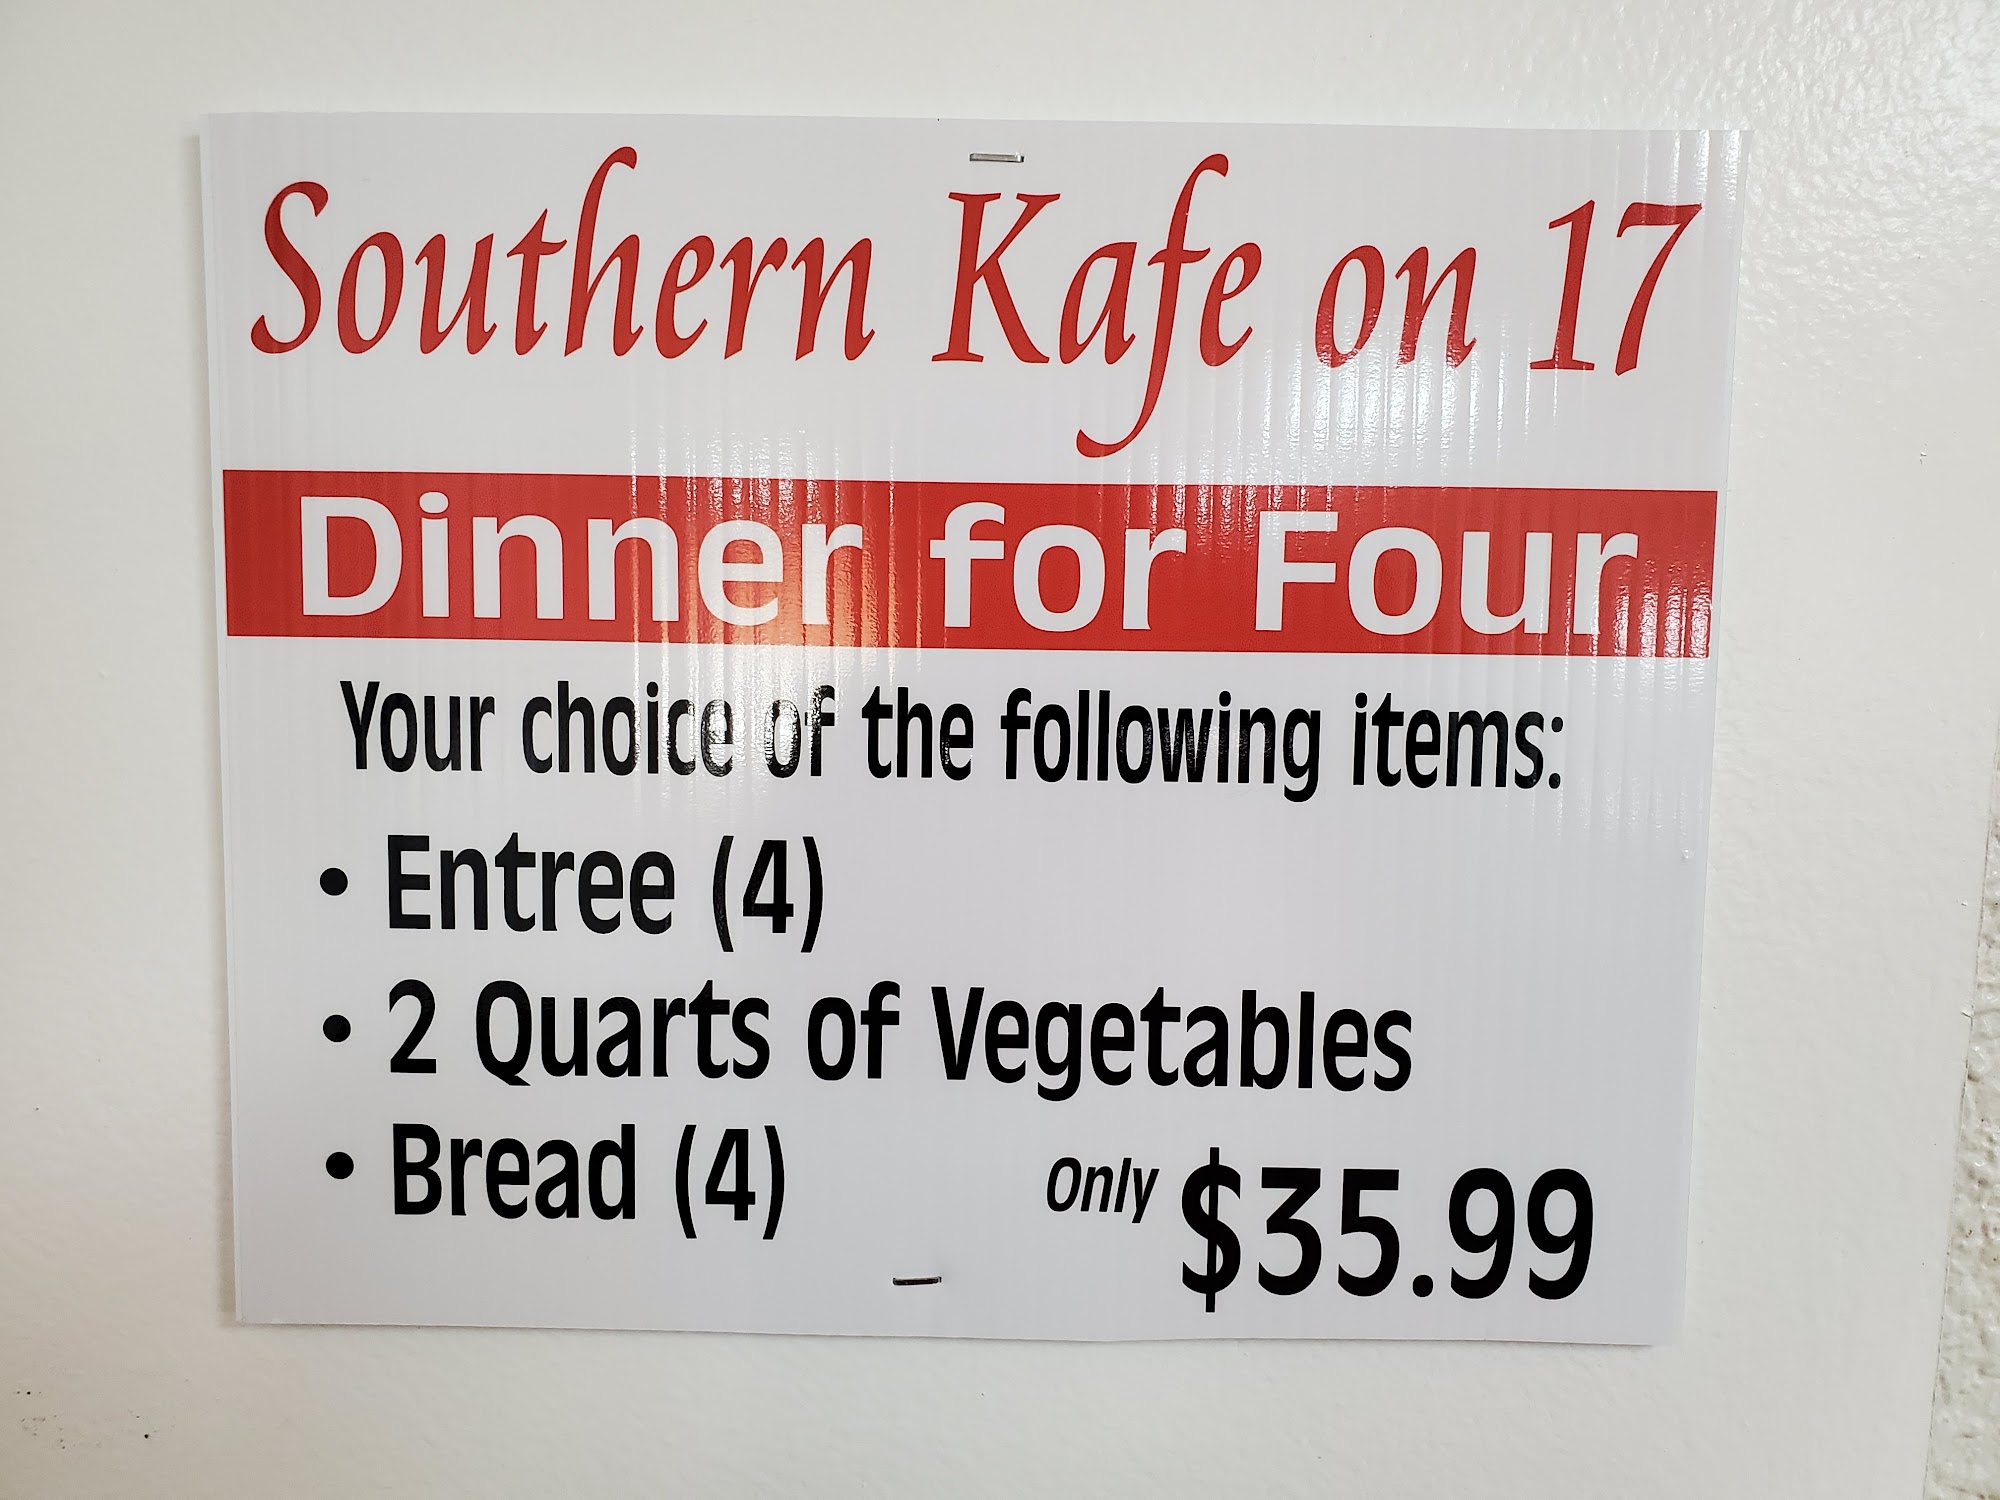 Southern Kafe on 17
Dinner for Four
Your choice of the following items:
• Entree (4)
• 2 Quarts of Vegetables
• Bread (4)
Only $35.99